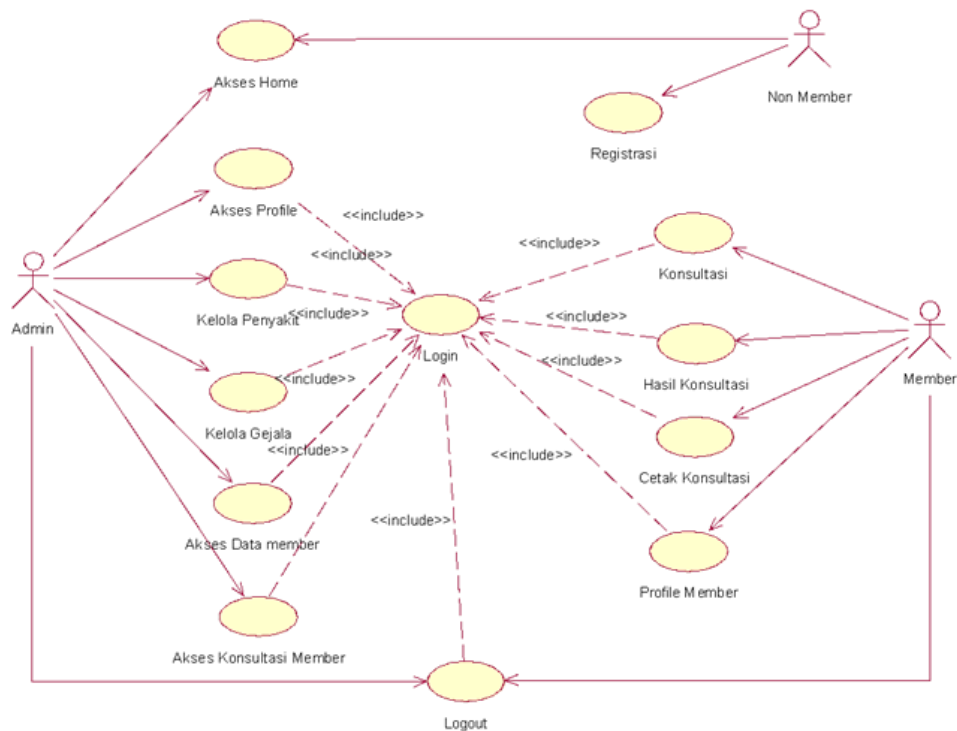 Akses Home
Non Member
Registrasi
Akses Profile
<<include>>
<<include>>
<<include>>
Konsultasi
Admin
Kelola Penyakit
<<include>>
<<include>>
Login
Hasil Konsultasi
Member
<<include>>
<<include>>
Kelola Gejala
<<include>>
<<include>>
Cetak Konsultasi
<<include>>
Akses Data member
Profile Member
Akses Konsultasi Member
Logout